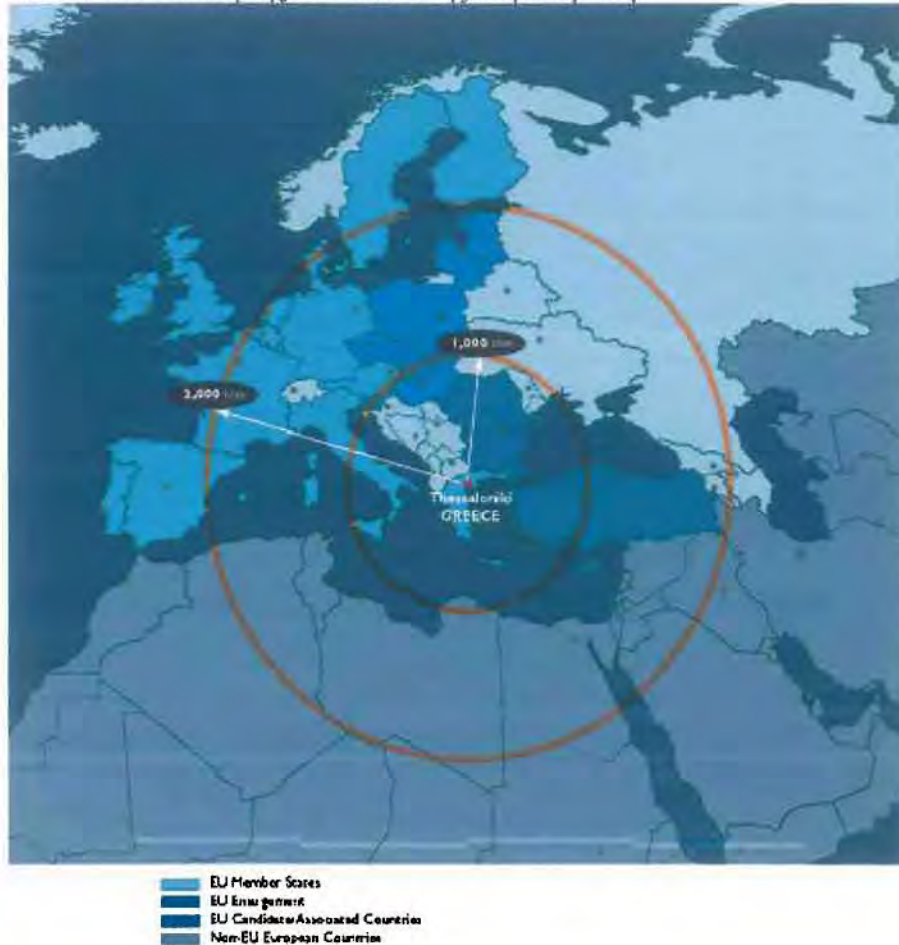 1,000
2,000
Thessaloniki
GREECE
EU Member States
EU Enlargement
EU Candidate/Associated Countries
Non-EU European Countries